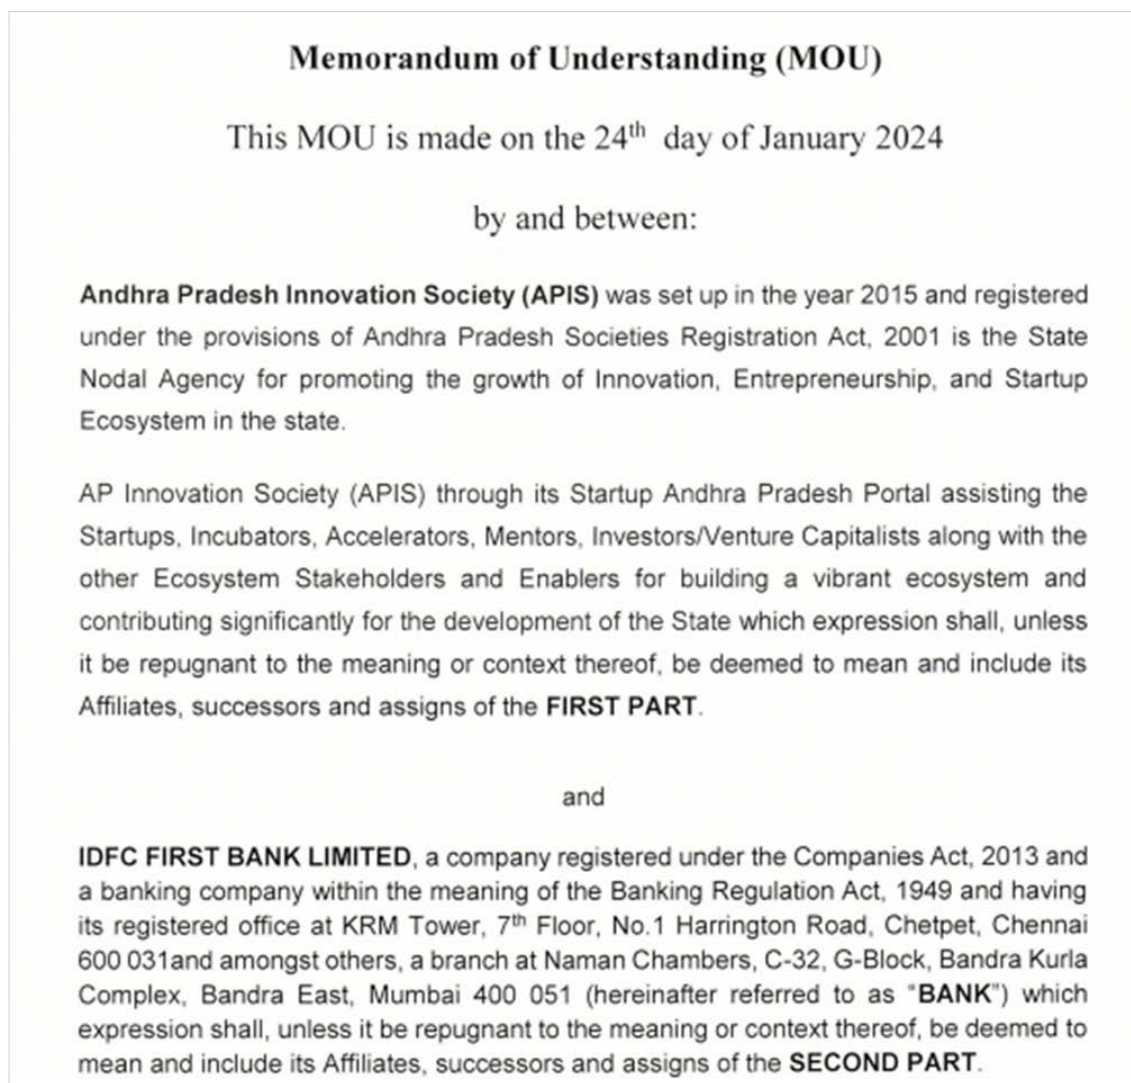 Memorandum of Understanding (MOU)
This MOU is made on the 24th day of January 2024
by and between:
Andhra Pradesh Innovation Society (APIS) was set up in the year 2015 and registered
under the provisions of Andhra Pradesh Societies Registration Act, 2001 is the State
Nodal Agency for promoting the growth of Innovation, Entrepreneurship, and Startup
Ecosystem in the state.
AP Innovation Society (APIS) through its Startup Andhra Pradesh Portal assisting the
Startups, Incubators, Accelerators, Mentors, Investors/Venture Capitalists along with the
other Ecosystem Stakeholders and Enablers for building a vibrant ecosystem and
contributing significantly for the development of the State which expression shall, unless
it be repugnant to the meaning or context thereof, be deemed to mean and include its
Affiliates, successors and assigns of the FIRST PART.
and
IDFC FIRST BANK LIMITED, a company registered under the Companies Act, 2013 and
a banking company within the meaning of the Banking Regulation Act, 1949 and having
its registered office at KRM Tower, 7th Floor, No.1 Harrington Road, Chetpet, Chennai
600 031and amongst others, a branch at Naman Chambers, C-32, G-Block, Bandra Kurla
Complex, Bandra East, Mumbai 400 051 (hereinafter referred to as "BANK") which
expression shall, unless it be repugnant to the meaning or context thereof, be deemed to
mean and include its Affiliates, successors and assigns of the SECOND PART.